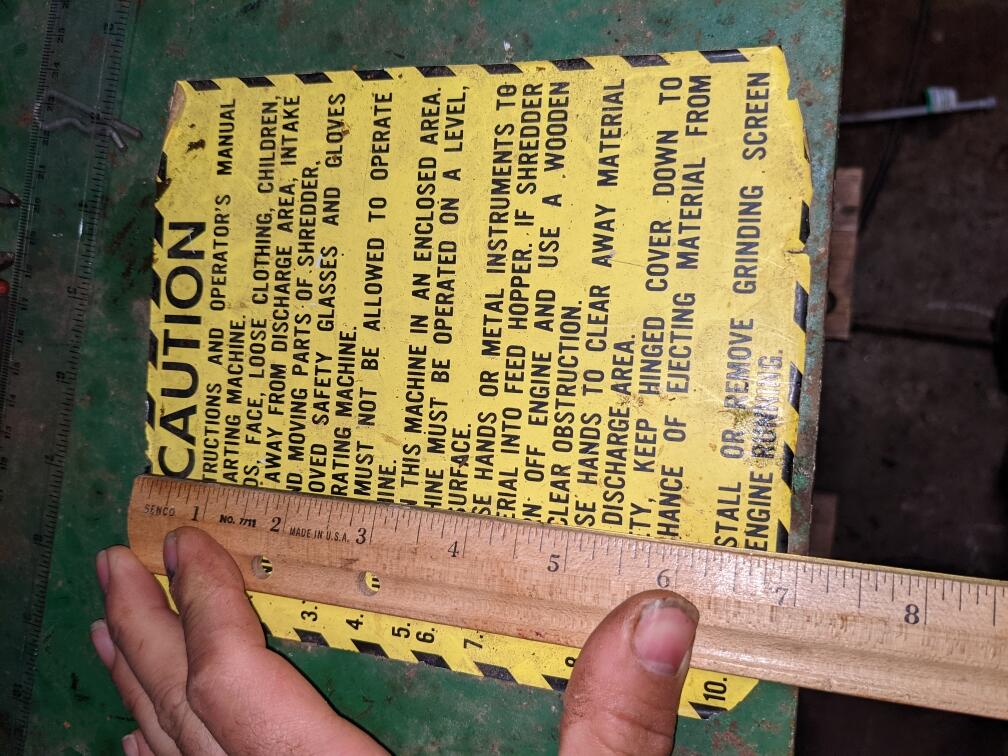 CAUTION
TRUCTIONS AND OPERATOR'S MANUAL
ARTING MACHINE.
DS, FACE, LOOSE CLOTHING, CHILDREN,
AWAY FROM DISCHARGE AREA, INTAKE
ND MOVING PARTS OF SHREDDER.
3. OVED SAFETY GLASSES AND GLOVES
RATING MACHINE.
4. MUST NOT BE ALLOWED TO OPERATE
INE.
5. N THIS MACHINE IN AN ENCLOSED AREA.
6. INE MUST BE OPERATED ON A LEVEL,
SURFACE.
7. SE HANDS OR METAL INSTRUMENTS TO
ERIAL INTO FEED HOPPER. IF SHREDDER
N OFF ENGINE AND USE A WOODEN
CLEAR OBSTRUCTION.
SE HANDS TO CLEAR AWAY MATERIAL
DISCHARGE AREA.
TY, KEEP HINGED COVER DOWN TO
HANCE OF EJECTING MATERIAL FROM
10. STALL OR REMOVE GRINDING SCREEN
ENGINE RUNNING.
SENCO 1 NO. 7711 2 MADE IN U.S.A. 3 4 5 6 7 8